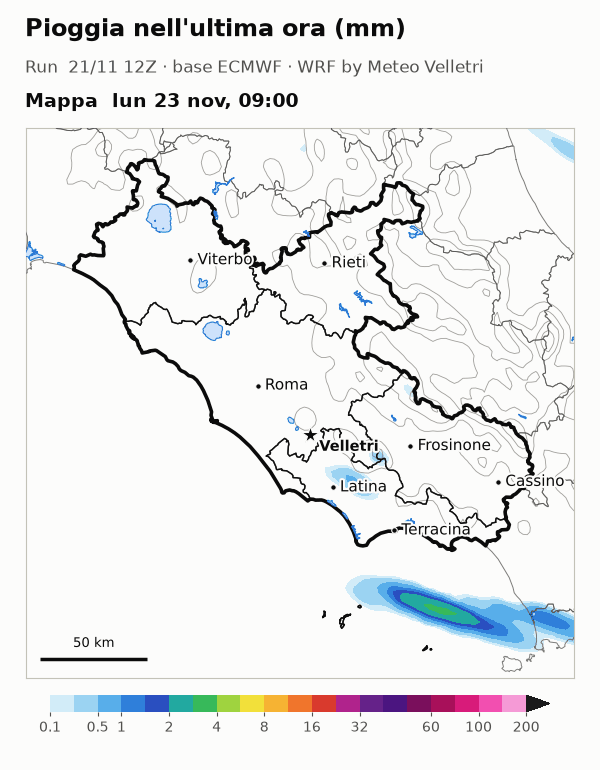 Pioggia nell'ultima ora (mm)
Run 21/11 12Z · base ECMWF · WRF by Meteo Velletri
Mappa lun 23 nov, 09:00
Viterbo
Rieti
Roma
Velletri
Frosinone
Cassino
Latina
Terracina
50 km
0.1 0.5 1 2 4 8 16 32 60 100 200